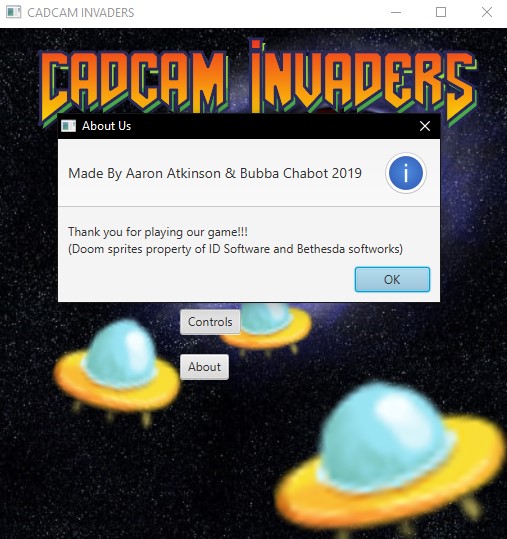 CADCAM INVADERS
CADCAM INVADERS
About Us
Made By Aaron Atkinson & Bubba Chabot 2019
Thank you for playing our game!!!
(Doom sprites property of ID Software and Bethesda softworks)
OK
Controls
About